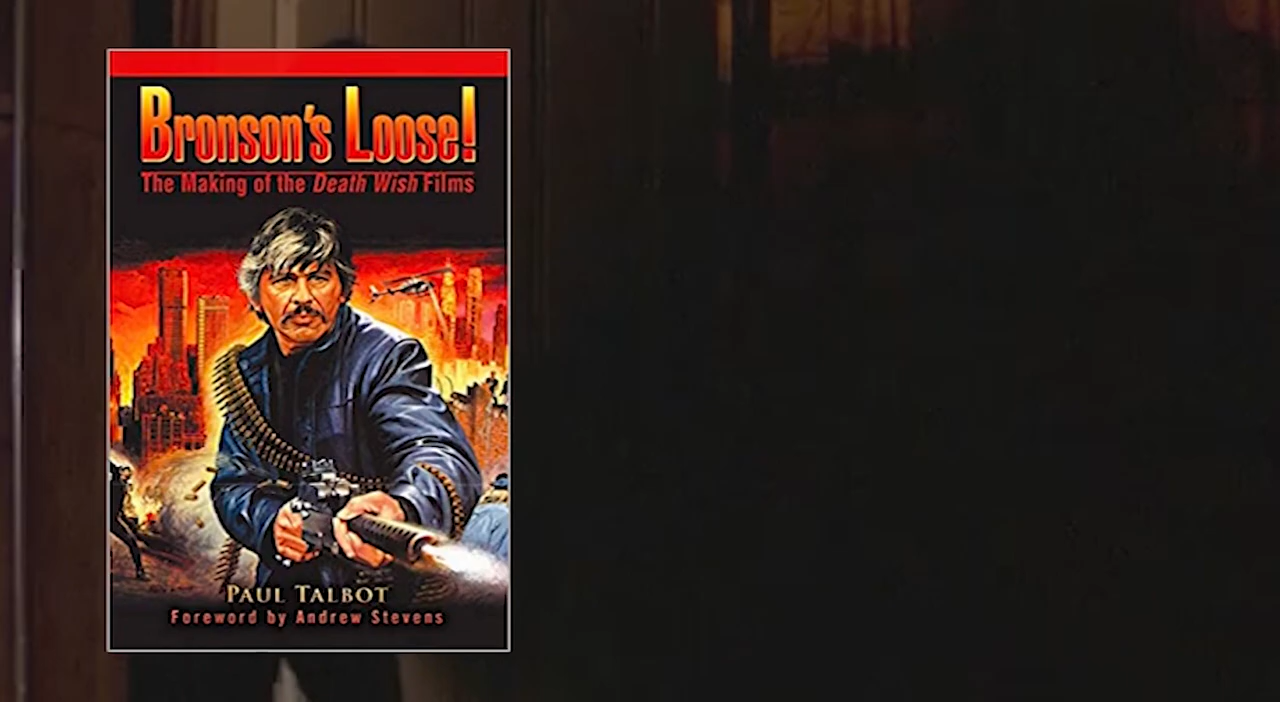 Bronson's Loose!
The Making of the Death Wish Films
Paul Talbot
Foreword by Andrew Stevens